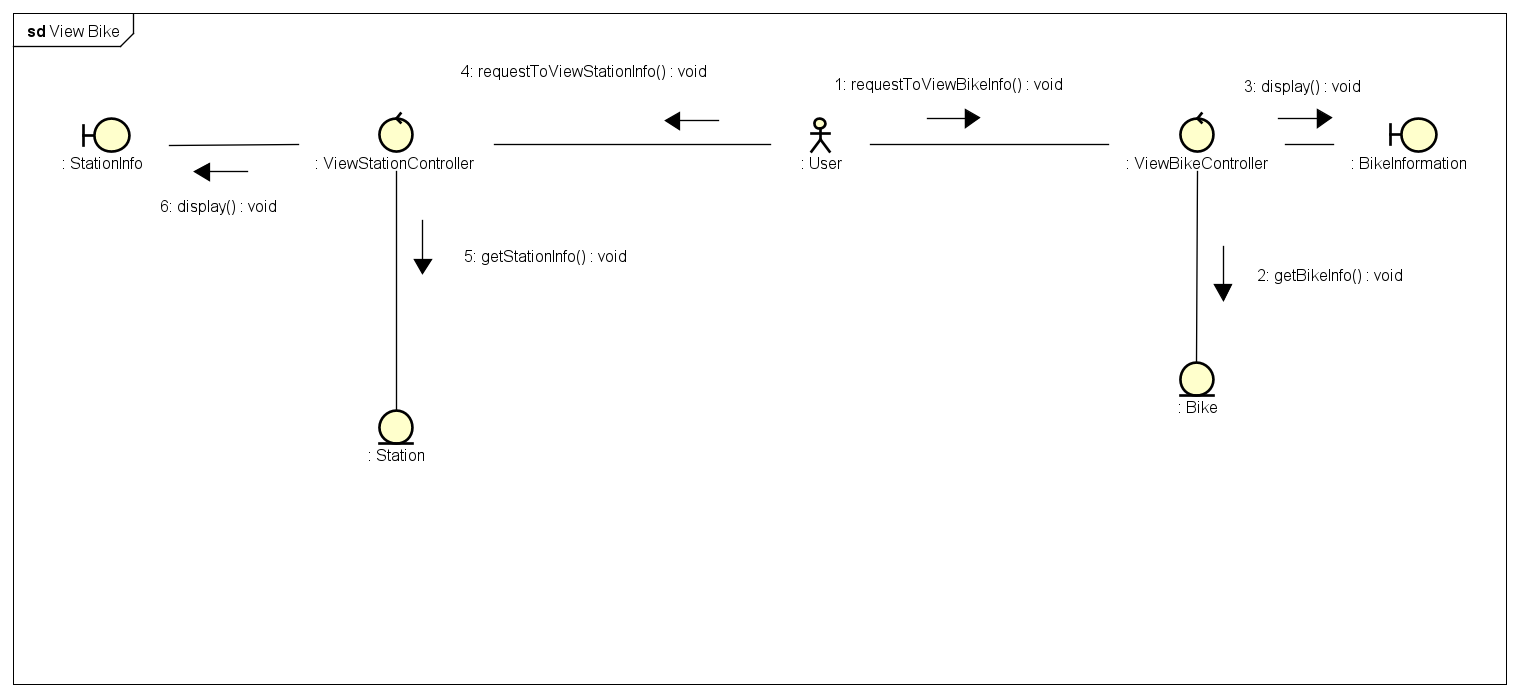 sd View Bike
4: requestToViewStationInfo() : void
1: requestToViewBikeInfo() : void
3: display() : void
: StationInfo
: ViewStationController
: User
: ViewBikeController
: BikeInformation
6: display() : void
5: getStationInfo() : void
2: getBikeInfo() : void
: Bike
: Station